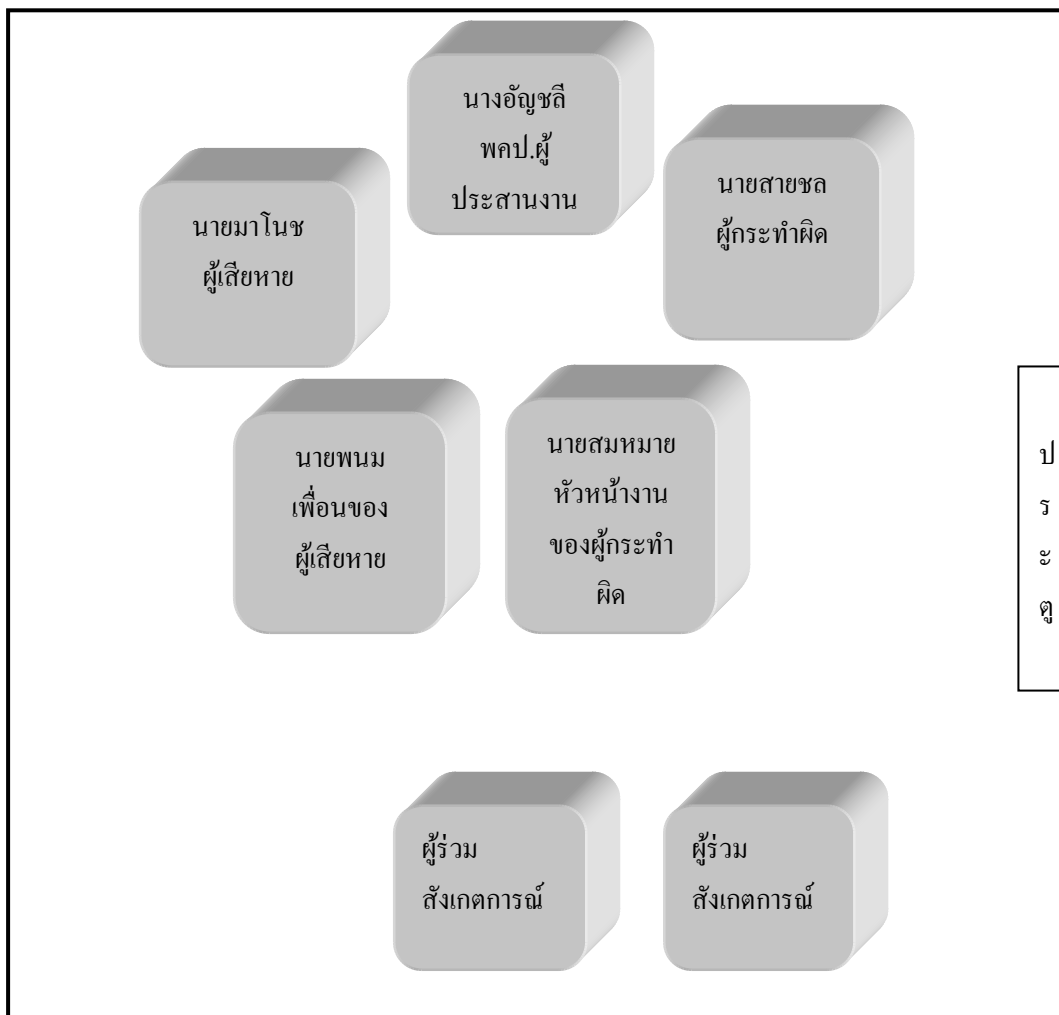 นางอัญชลี
พคป.ผู้
ประสานงาน
นายสายชล
ผู้กระทำผิด
นายมาโนช
ผู้เสียหาย
นายพนม
เพื่อนของ
ผู้เสียหาย
นายสมหมาย
หัวหน้างาน
ของผู้กระทำ
ผิด
ป
ร
ะ
ตู
ผู้ร่วม
สังเกตการณ์
ผู้ร่วม
สังเกตการณ์